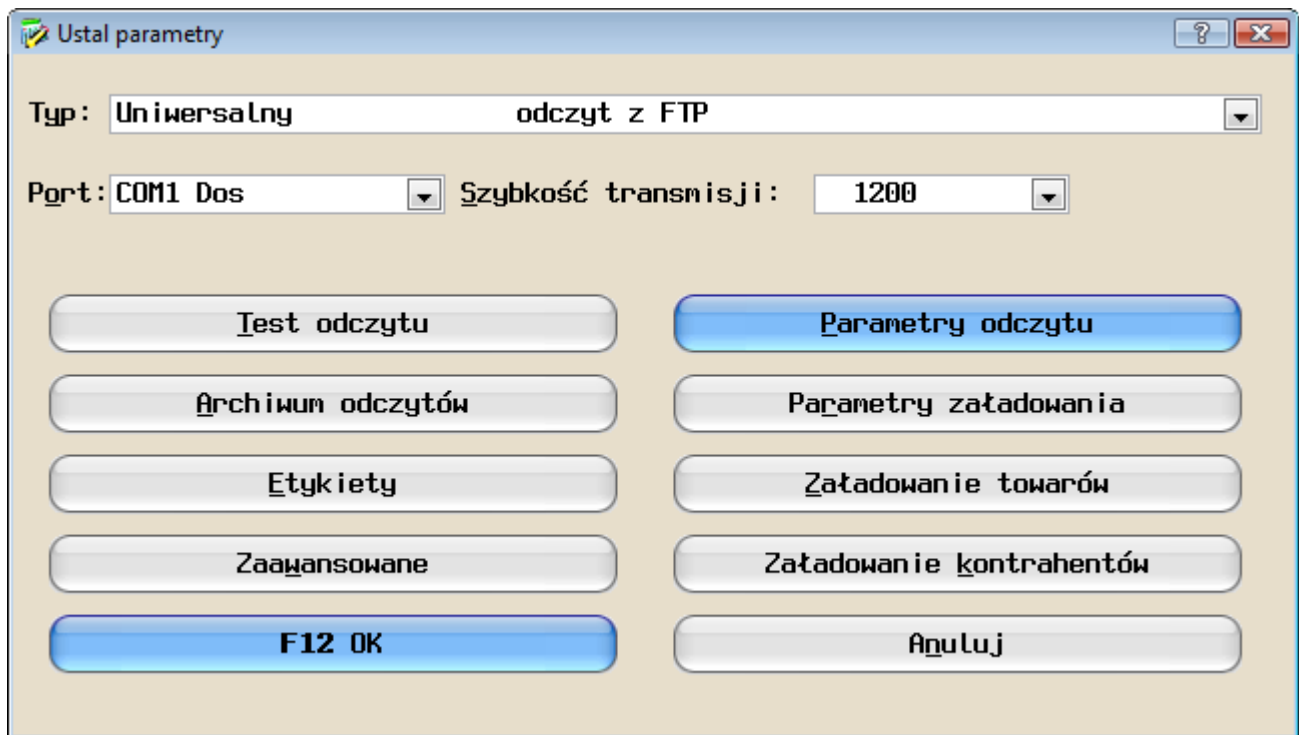 Ustal parametry
Typ: Uniwersalny odczyt z FTP
Port: COM1 Dos Szybkość transmisji: 1200
Test odczytu Parametry odczytu
Archiwum odczytów Parametry załadowania
Etykiety Załadowanie towarów
Zaawansowane Załadowanie kontrahentów
F12 OK Anuluj